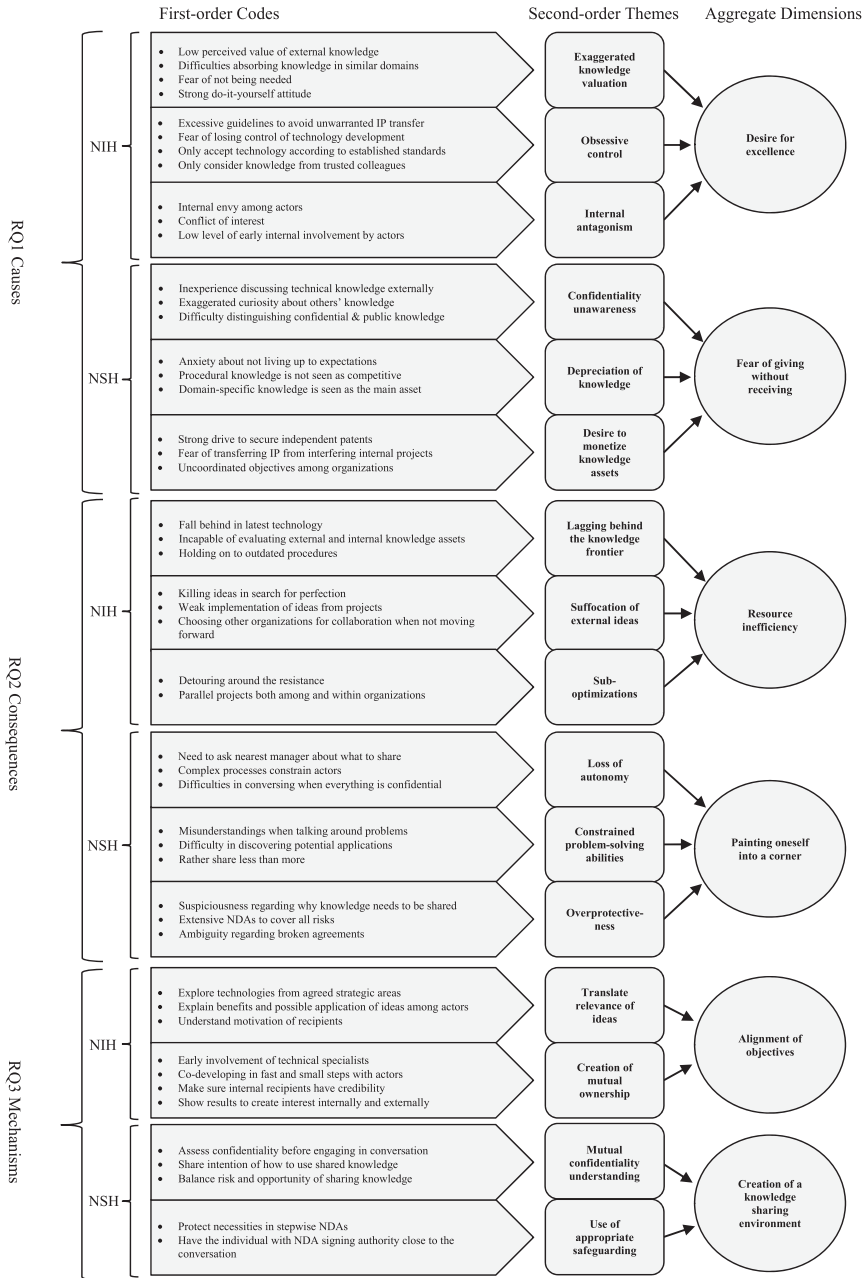 First-order Codes
Second-order Themes
Aggregate Dimensions
RQ1 Causes
NIH
• Low perceived value of external knowledge
• Difficulties absorbing knowledge in similar domains
• Fear of not being needed
• Strong do-it-yourself attitude
Exaggerated
knowledge
valuation
• Excessive guidelines to avoid unwarranted IP transfer
• Fear of losing control of technology development
• Only accept technology according to established standards
• Only consider knowledge from trusted colleagues
Obsessive
control
• Internal envy among actors
• Conflict of interest
• Low level of early internal involvement by actors
Internal
antagonism
Desire for
excellence
NSH
• Inexperience discussing technical knowledge externally
• Exaggerated curiosity about others' knowledge
• Difficulty distinguishing confidential & public knowledge
Confidentiality
unawareness
• Anxiety about not living up to expectations
• Procedural knowledge is not seen as competitive
• Domain-specific knowledge is seen as the main asset
Depreciation of
knowledge
• Strong drive to secure independent patents
• Fear of transferring IP from interfering internal projects
• Uncoordinated objectives among organizations
Desire to
monetize
knowledge
assets
Fear of giving
without
receiving
RQ2 Consequences
NIH
• Fall behind in latest technology
• Incapable of evaluating external and internal knowledge assets
• Holding on to outdated procedures
Lagging behind
the knowledge
frontier
• Killing ideas in search for perfection
• Weak implementation of ideas from projects
• Choosing other organizations for collaboration when not moving
forward
Suffocation of
external ideas
• Detouring around the resistance
• Parallel projects both among and within organizations
Sub-
optimizations
Resource
inefficiency
NSH
• Need to ask nearest manager about what to share
• Complex processes constrain actors
• Difficulties in conversing when everything is confidential
Loss of
autonomy
• Misunderstandings when talking around problems
• Difficulty in discovering potential applications
• Rather share less than more
Constrained
problem-solving
abilities
• Suspiciousness regarding why knowledge needs to be shared
• Extensive NDAs to cover all risks
• Ambiguity regarding broken agreements
Overprotective-
ness
Painting oneself
into a corner
RQ3 Mechanisms
NIH
• Explore technologies from agreed strategic areas
• Explain benefits and possible application of ideas among actors
• Understand motivation of recipients
Translate
relevance of
ideas
• Early involvement of technical specialists
• Co-developing in fast and small steps with actors
• Make sure internal recipients have credibility
• Show results to create interest internally and externally
Creation of
mutual
ownership
Alignment of
objectives
NSH
• Assess confidentiality before engaging in conversation
• Share intention of how to use shared knowledge
• Balance risk and opportunity of sharing knowledge
Mutual
confidentiality
understanding
• Protect necessities in stepwise NDAs
• Have the individual with NDA signing authority close to the
conversation
Use of
appropriate
safeguarding
Creation of a
knowledge
sharing
environment